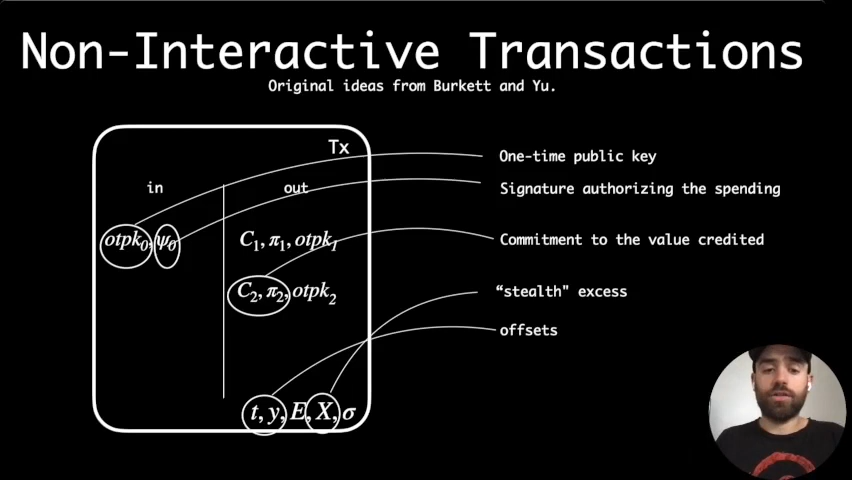 Non-Interactive Transactions
Original ideas from Burkett and Yu.
Tx
in
out
One-time public key
Signature authorizing the spending
otpk₀, ψ₀
C₁, π₁, otpk₁
Commitment to the value credited
C₂, π₂, otpk₂
“stealth" excess
offsets
t, y, E, X, σ